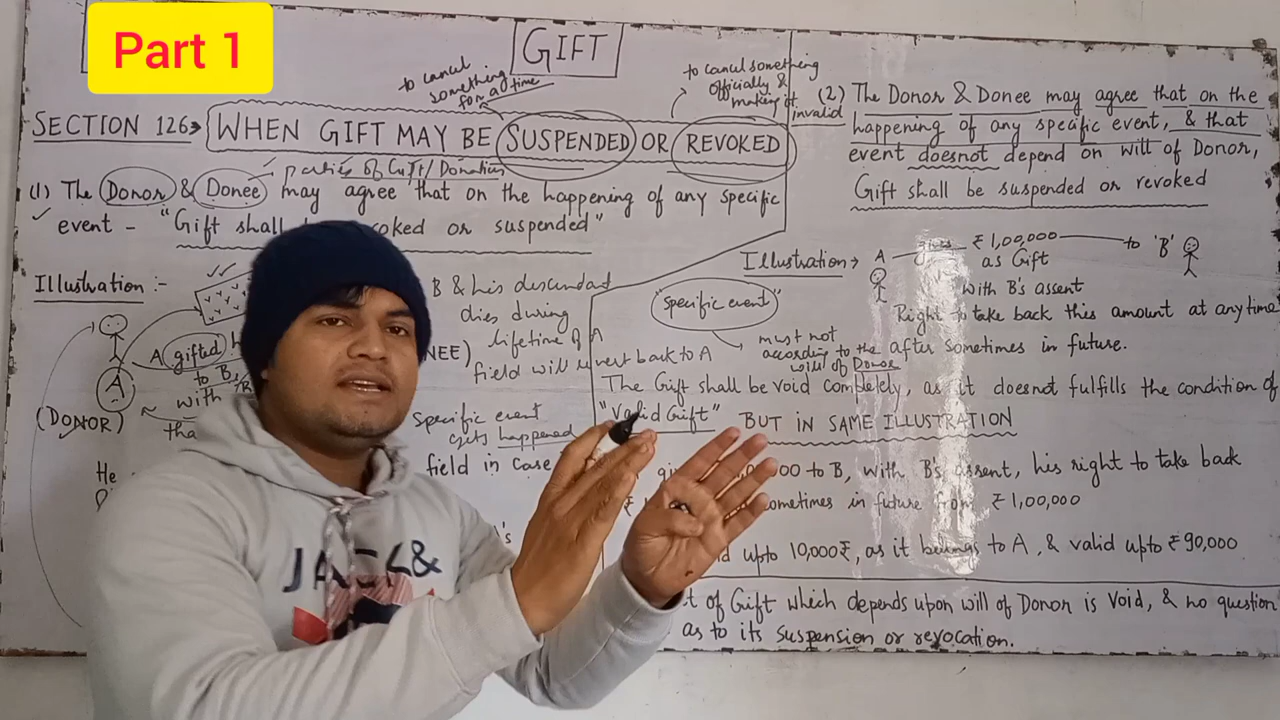 Part 1
GIFT
to cancel
something
for a time
to cancel something
officially &
making it
invalid
SECTION 126 WHEN GIFT MAY BE SUSPENDED OR REVOKED
parties of Gift/Donation
(1) The Donor & Donee may agree that on the happening of any specific
event - "Gift shall revoked or suspended"
Illustration :-
A gifted
to B,
with
(DONOR)
He
B & his descendant
dies during
lifetime of A
field will revert back to A
Specific event
gets happened
field in case
(2) The Donor & Donee may agree that on the
happening of any specific event, & that
event doesnot depend on will of Donor,
Gift shall be suspended or revoked
Illustration → A gives ₹ 1,00,000 to 'B'
as Gift
with B's assent
Right to take back this amount at any time
after sometimes in future.
"specific event"
must not
according to the
will of Donor
The Gift shall be void completely, as it doesnot fulfills the condition of
"Valid Gift" BUT IN SAME ILLUSTRATION
to B, with B's assent, his right to take back
sometimes in future from ₹ 1,00,000
upto 10,000₹, as it belongs to A, & valid upto ₹ 90,000
of Gift which depends upon will of Donor is Void, & no question
as to its suspension or revocation.
JACK&